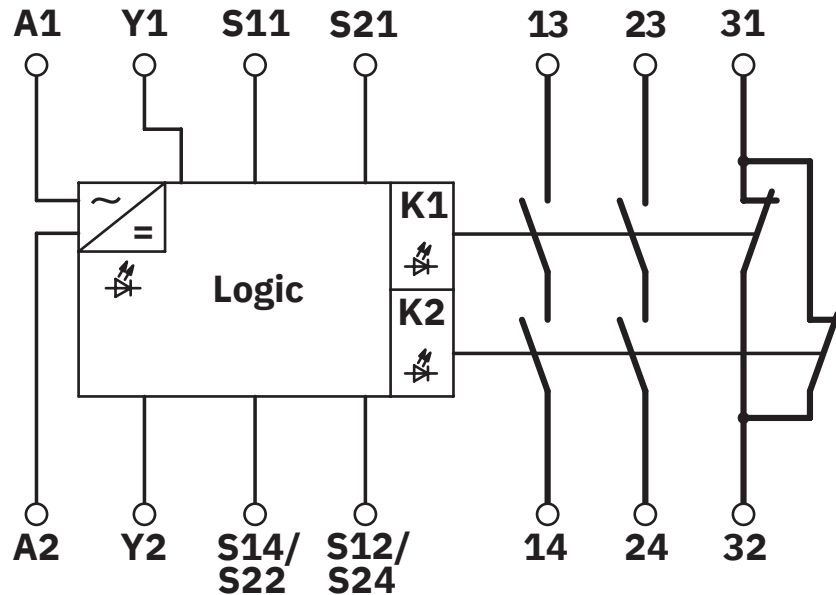 A1 Y1 S11 S21 13 23 31
~
=
K1
Logic
K2
A2 Y2 S14/ S12/ 14 24 32
S22 S24